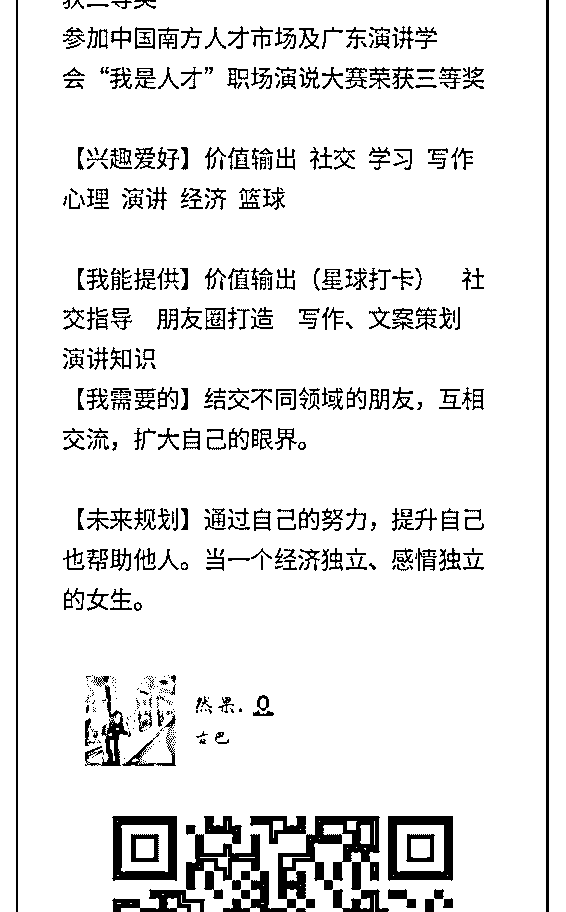 获三等奖
参加中国南方人才市场及广东演讲学
会“我是人才”职场演说大赛荣获三等奖
【兴趣爱好】价值输出 社交 学习 写作
心理 演讲 经济 篮球
【我能提供】价值输出（星球打卡） 社
交指导 朋友圈打造 写作、文案策划
演讲知识
【我需要的】结交不同领域的朋友，互相
交流，扩大自己的眼界。
【未来规划】通过自己的努力，提升自己
也帮助他人。当一个经济独立、感情独立
的女生。
然果.
古巴